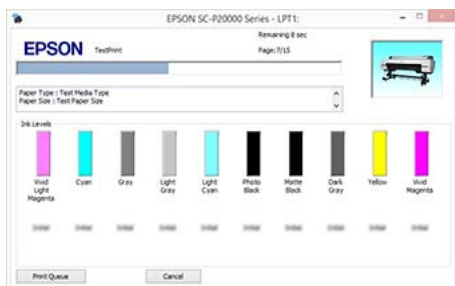 EPSON SC-P20000 Series - LPT1:
Remaining 8 sec
EPSON TestPrint Page:7/15
Paper Type : Test Media Type
Paper Size : Test Paper Size
Ink Levels
Vivid Light Magenta
Cyan
Gray
Light Gray
Light Cyan
Photo Black
Matte Black
Dark Gray
Yellow
Vivid Magenta
Print Queue Cancel